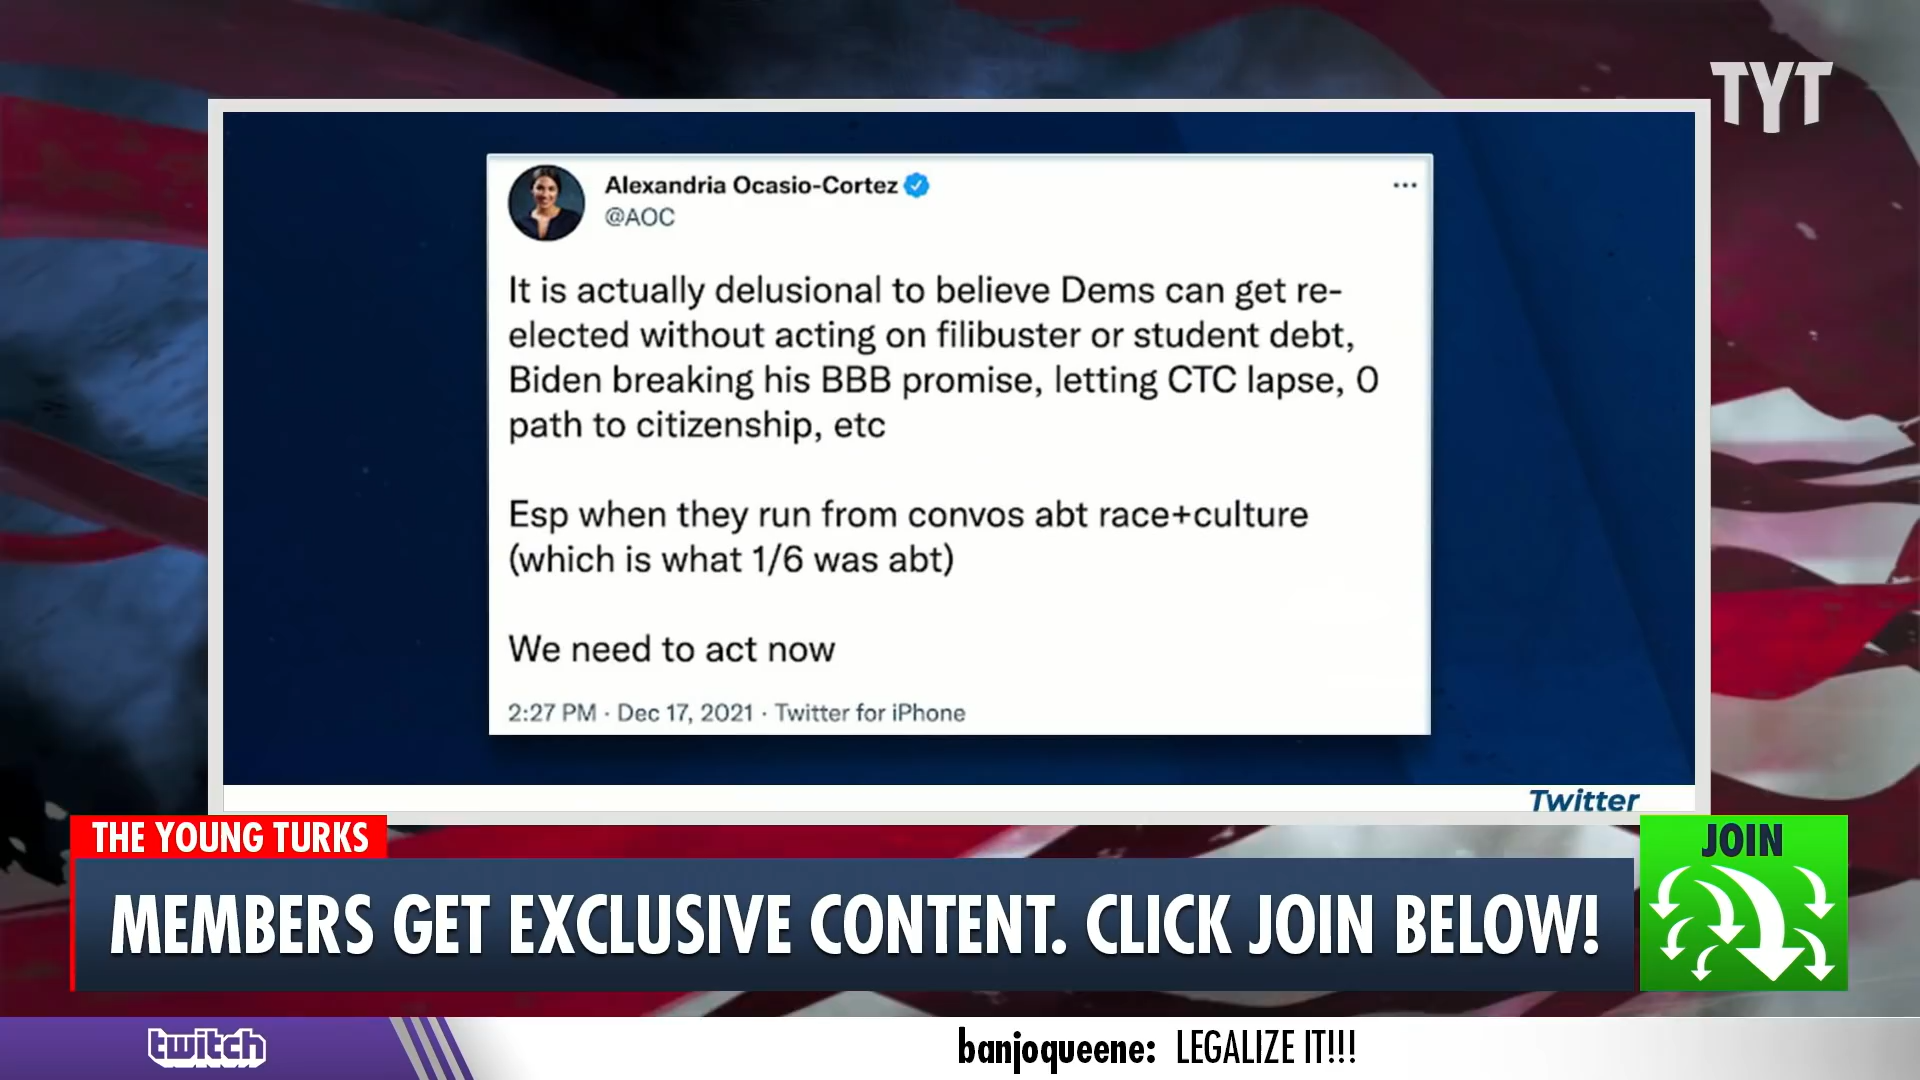 TYT
Alexandria Ocasio-Cortez
@AOC
It is actually delusional to believe Dems can get re-
elected without acting on filibuster or student debt,
Biden breaking his BBB promise, letting CTC lapse, 0
path to citizenship, etc
Esp when they run from convos abt race+culture
(which is what 1/6 was abt)
We need to act now
2:27 PM · Dec 17, 2021 · Twitter for iPhone
Twitter
THE YOUNG TURKS
MEMBERS GET EXCLUSIVE CONTENT. CLICK JOIN BELOW!
JOIN
twitch
banjoqueene: LEGALIZE IT!!!